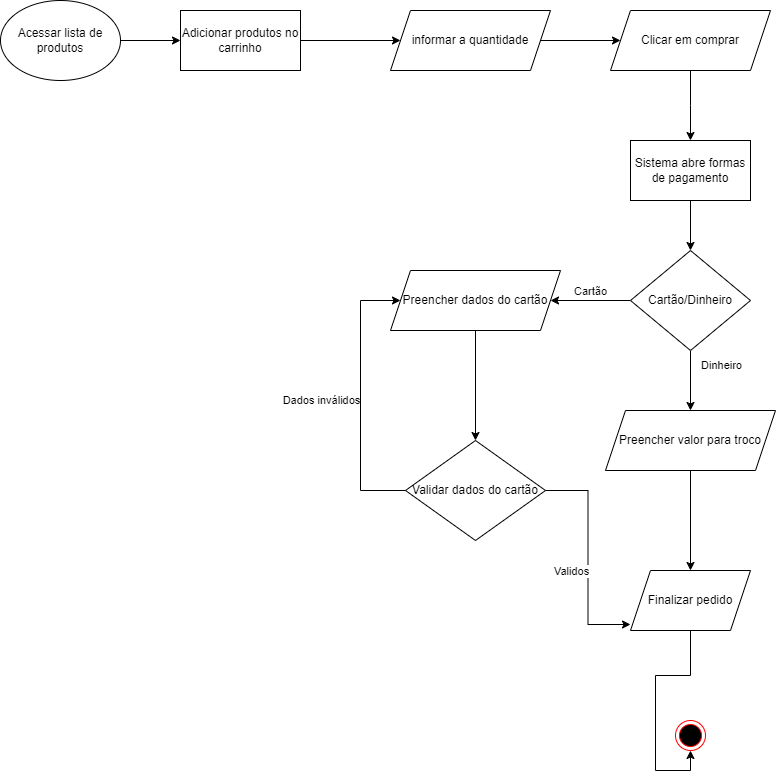 Acessar lista de
produtos
Adicionar produtos no
carrinho
informar a quantidade
Clicar em comprar
Sistema abre formas
de pagamento
Cartão/Dinheiro
Cartão
Preencher dados do cartão
Dinheiro
Dados inválidos
Preencher valor para troco
Validar dados do cartão
Validos
Finalizar pedido